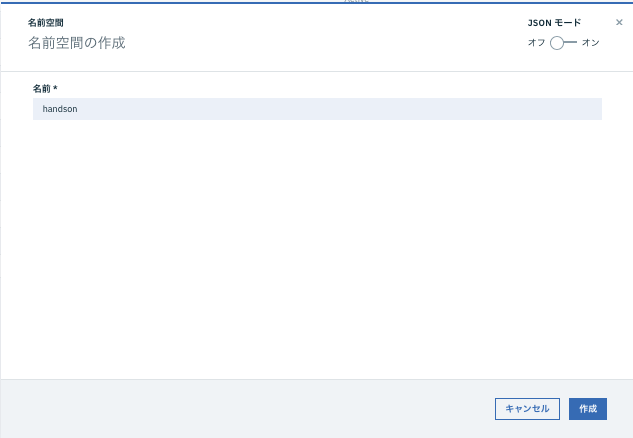 名前空間
名前空間の作成
JSON モード
×
オフ オン
名前 *
handson
キャンセル 作成